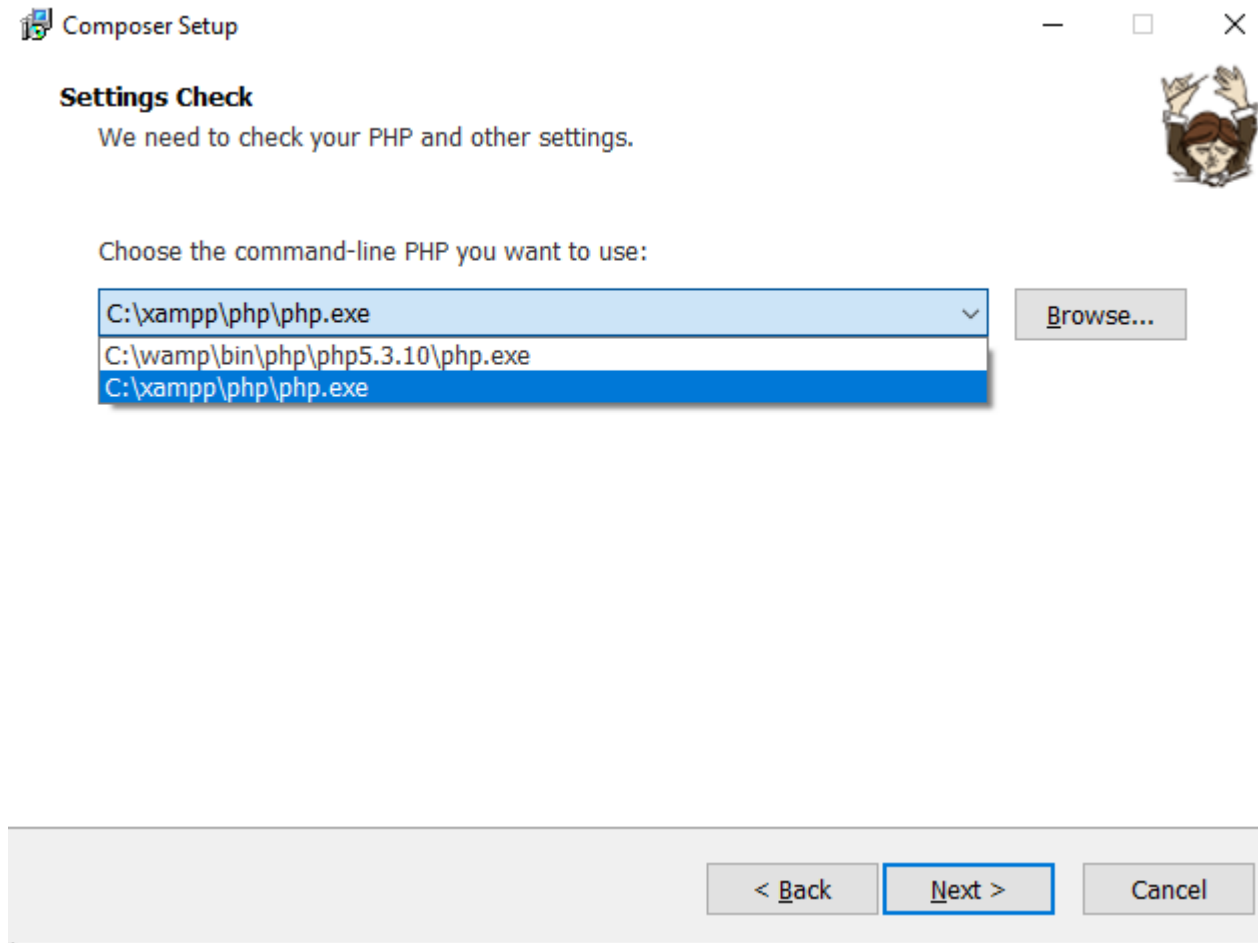 Composer Setup
Settings Check
We need to check your PHP and other settings.
Choose the command-line PHP you want to use:
C:\xampp\php\php.exe
Browse...
C:\wamp\bin\php\php5.3.10\php.exe
C:\xampp\php\php.exe
< Back
Next >
Cancel